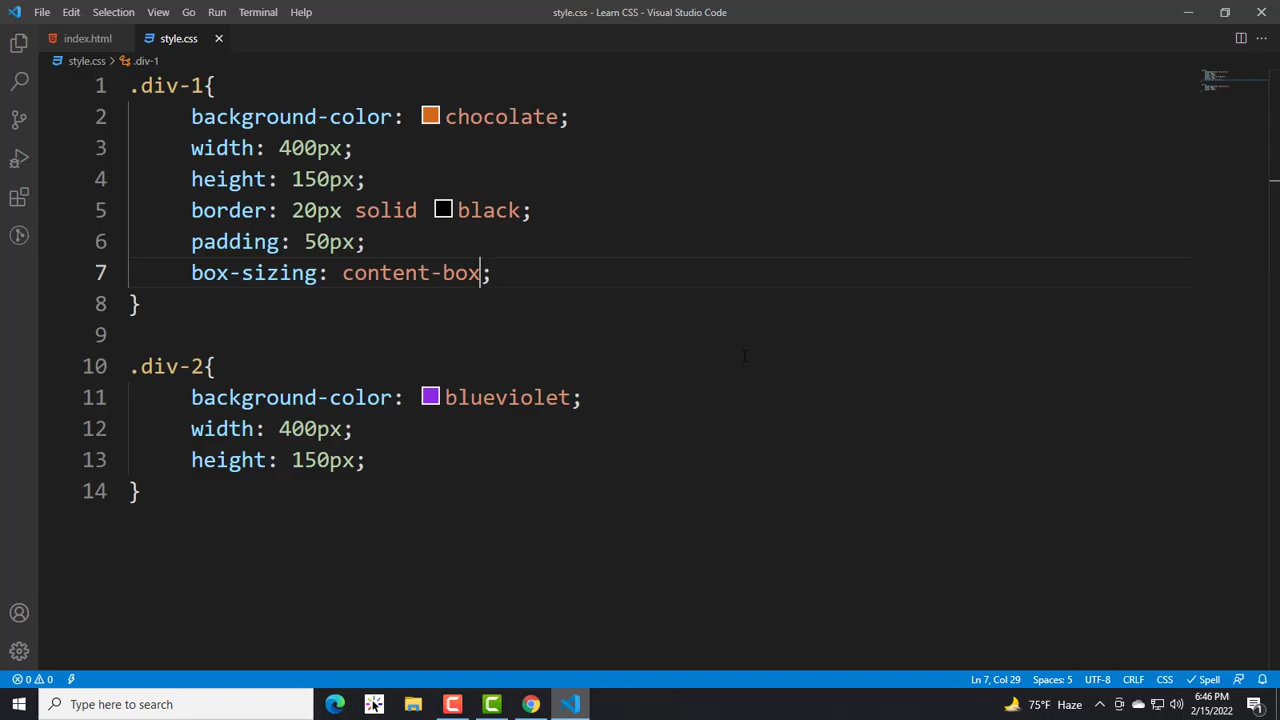 File Edit Selection View Go Run Terminal Help
style.css - Learn CSS - Visual Studio Code
index.html
style.css
style.css > .div-1
1 .div-1{
2 background-color: chocolate;
3 width: 400px;
4 height: 150px;
5 border: 20px solid black;
6 padding: 50px;
7 box-sizing: content-box;
8 }
9
10 .div-2{
11 background-color: blueviolet;
12 width: 400px;
13 height: 150px;
14 }
0 0 Ln 7, Col 29 Spaces: 5 UTF-8 CRLF CSS Spell
Type here to search
75°F Haze
6:46 PM
2/15/2022
1